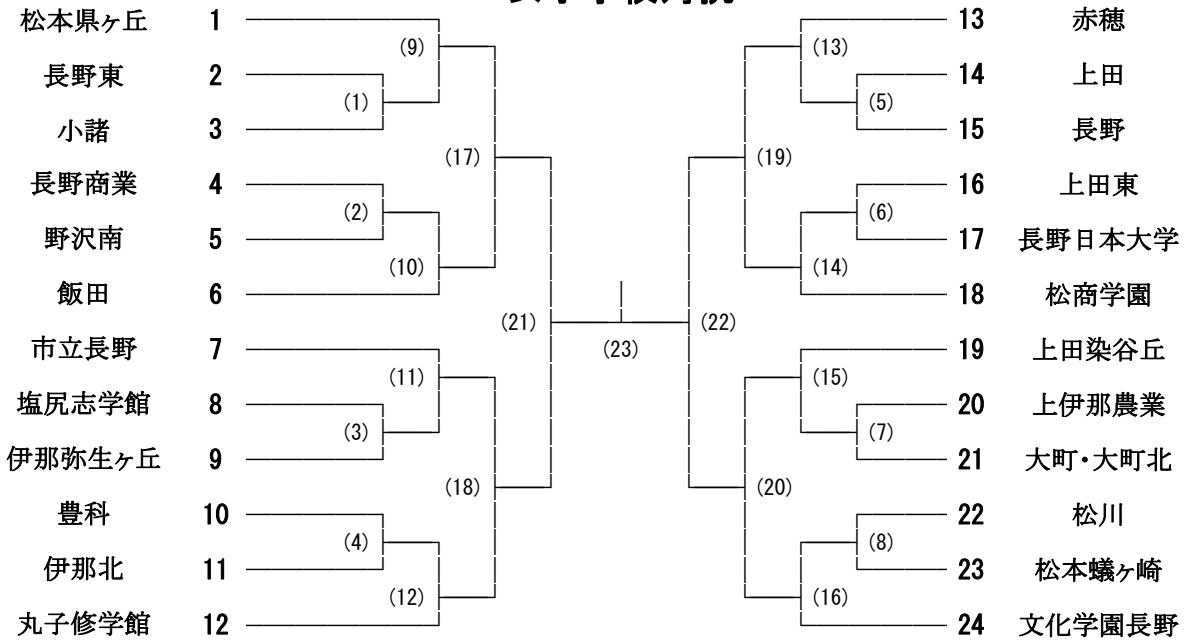 松本県ヶ丘 1
長野東 2
小諸 3
長野商業 4
野沢南 5
飯田 6
市立長野 7
塩尻志学館 8
伊那弥生ヶ丘 9
豊科 10
伊那北 11
丸子修学館 12
(9)
(1)
(17)
(2)
(10)
(21)
(11)
(3)
(18)
(4)
(12)
(23)
(13)
(5)
(19)
(6)
(14)
(22)
(15)
(7)
(20)
(8)
(16)
13 赤穂
14 上田
15 長野
16 上田東
17 長野日本大学
18 松商学園
19 上田染谷丘
20 上伊那農業
21 大町・大町北
22 松川
23 松本蟻ヶ崎
24 文化学園長野